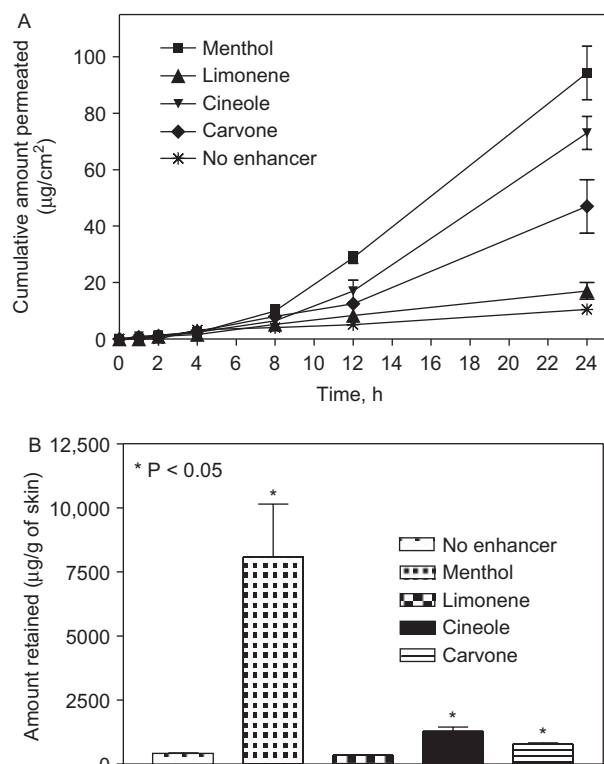 A
Menthol
Limonene
Cineole
Carvone
No enhancer
Cumulative amount permeated
(μg/cm²)
100
80
60
40
20
0
0 2 4 6 8 10 12 14 16 18 20 22 24
Time, h
B
* P < 0.05
Amount retained (μg/g of skin)
12,500
10,000
7500
5000
2500
0
*
*
*
No enhancer
Menthol
Limonene
Cineole
Carvone